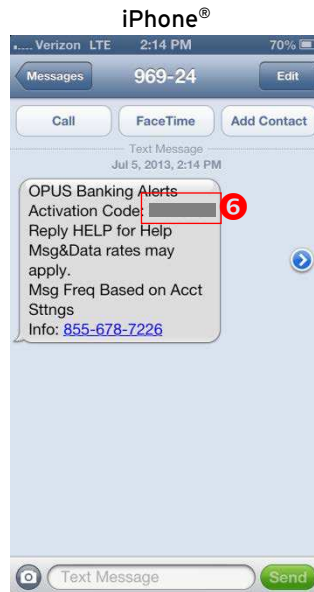 iPhone®
..... Verizon LTE 2:14 PM 70%
Messages 969-24 Edit
Call FaceTime Add Contact
Text Message
Jul 5, 2013, 2:14 PM
OPUS Banking Alerts
Activation Code:
6
Reply HELP for Help
Msg&Data rates may
apply.
Msg Freq Based on Acct
Sttngs
Info: 855-678-7226
Text Message Send